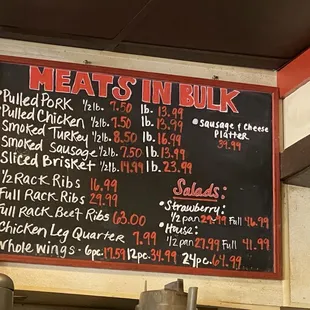 MEATS IN BULK
*Pulled Pork ½lb. 7.50 lb. 13.99
*Pulled Chicken ½lb. 7.50 lb. 13.99
*Smoked Turkey ½lb. 8.50 lb. 16.99
*Smoked Sausage ½lb. 7.50 lb. 13.99
*Sliced Brisket ½lb. 14.99 lb. 23.99
½ Rack Ribs 16.99
Full Rack Ribs 29.99
Full Rack Beef Ribs 63.00
Chicken Leg Quarter 7.99
Whole wings - 6pc. 17.59 12pc. 34.99 24pc. 64.99
*Sausage & Cheese
Platter
39.99
Salads:
*Strawberry:
½ pan 29.99 Full 46.99
*House:
½ pan 27.99 Full 41.99